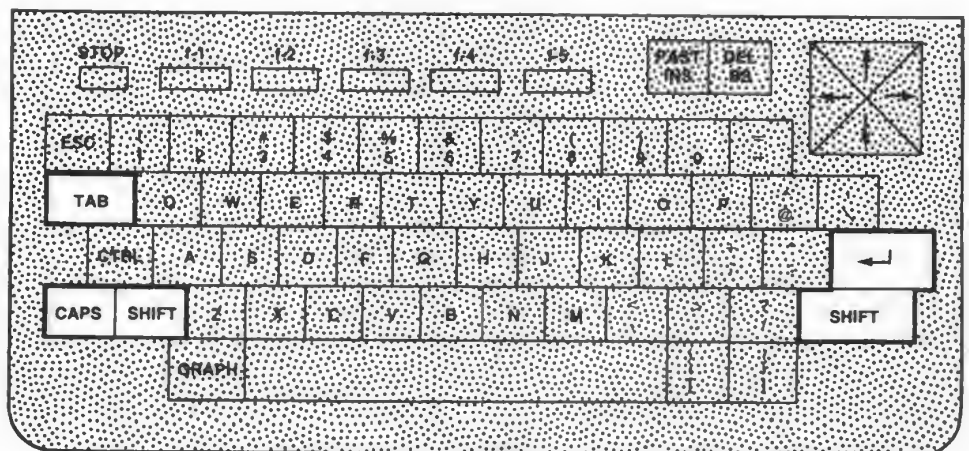 STOP f-1 f-2 f-3 f-4 f-5 PAST DEL
INS BS
ESC 1 2 3 4 5 6 7 8 9 0 -
TAB Q W E R T Y U I O P @ \
CTRL A S D F G H J K L
CAPS SHIFT Z X C V B N M SHIFT
GRAPH